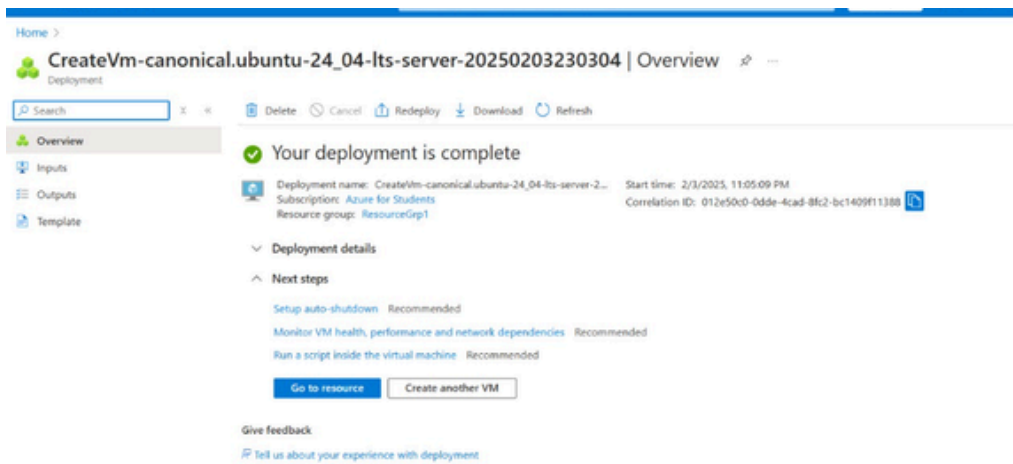 Home >
CreateVm-canonical.ubuntu-24_04-lts-server-20250203230304 | Overview
Deployment
Search
Delete Cancel Redeploy Download Refresh
Overview
Inputs
Outputs
Template
Your deployment is complete
Deployment name: CreateVm-canonical.ubuntu-24_04-lts-server-2...
Start time: 2/3/2025, 11:05:09 PM
Subscription: Azure for Students
Correlation ID: 012e50c0-0dde-4cad-8fc2-bc1409f11388
Resource group: ResourceGrp1
Deployment details
Next steps
Setup auto-shutdown Recommended
Monitor VM health, performance and network dependencies Recommended
Run a script inside the virtual machine Recommended
Go to resource Create another VM
Give feedback
Tell us about your experience with deployment